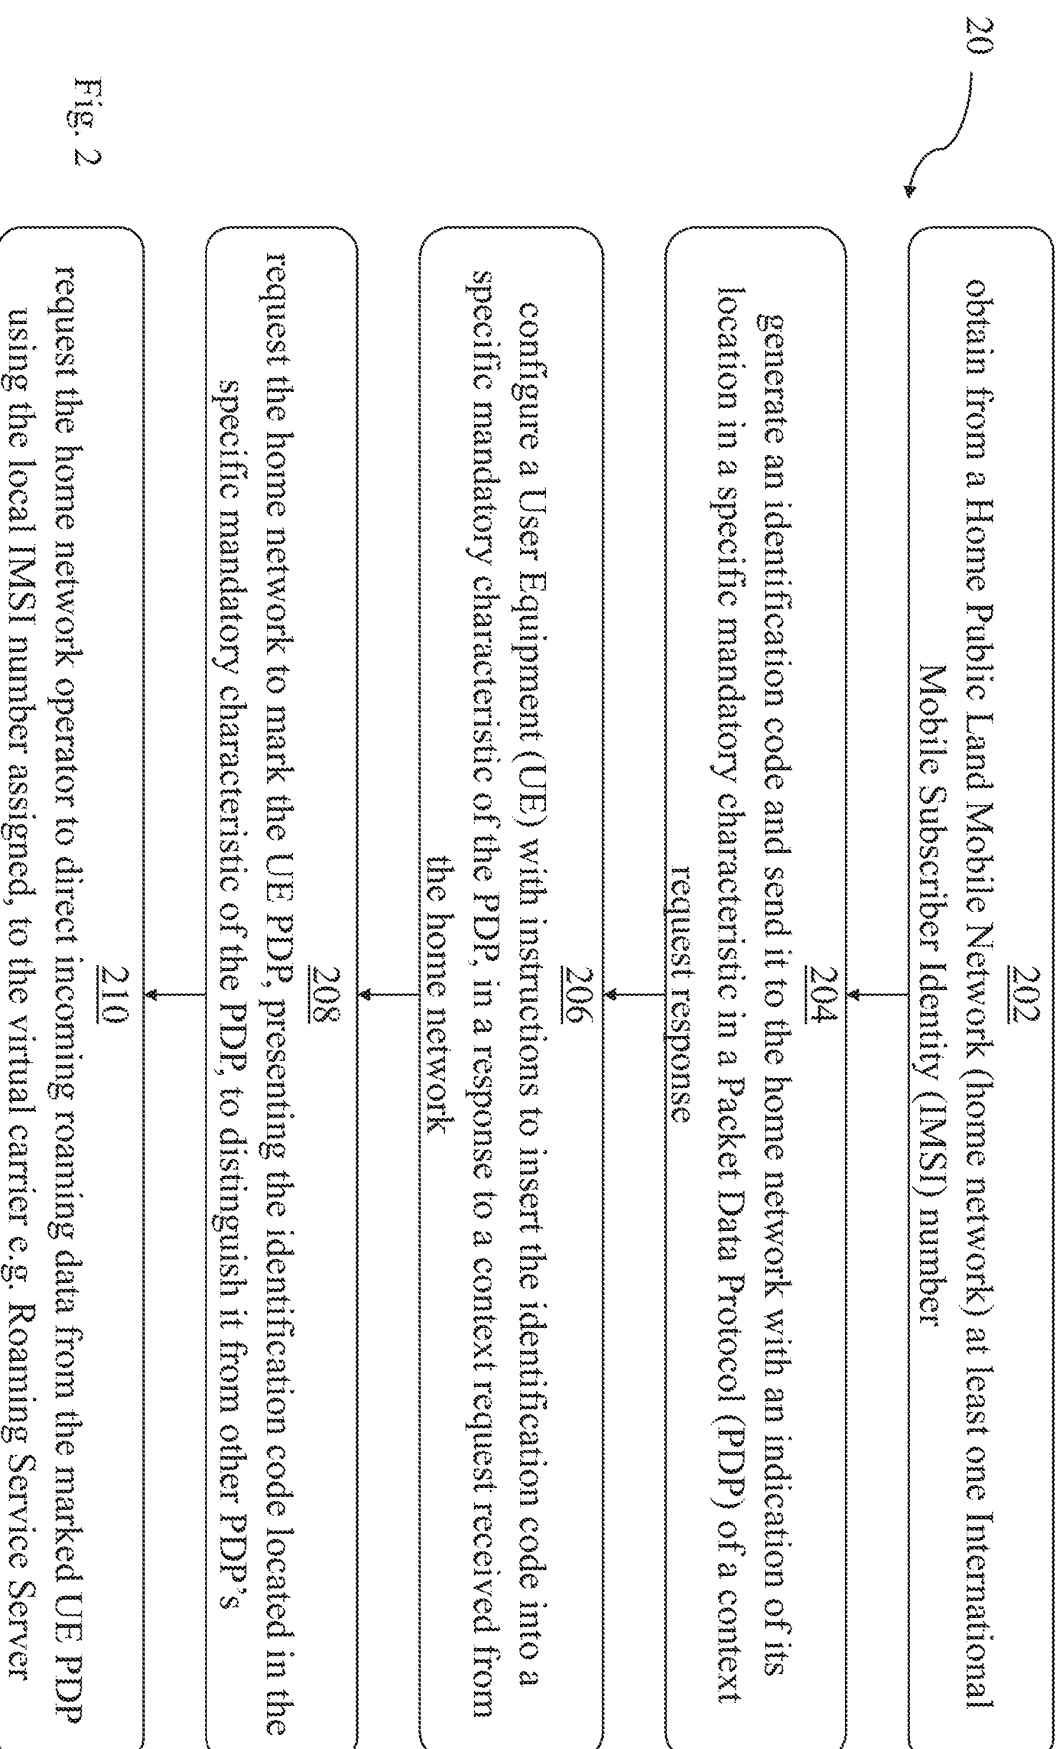 20
202
obtain from a Home Public Land Mobile Network (home network) at least one International
Mobile Subscriber Identity (IMSI) number
204
generate an identification code and send it to the home network with an indication of its
location in a specific mandatory characteristic in a Packet Data Protocol (PDP) of a context
request response
206
configure a User Equipment (UE) with instructions to insert the identification code into a
specific mandatory characteristic of the PDP, in a response to a context request received from
the home network
208
request the home network to mark the UE PDP, presenting the identification code located in the
specific mandatory characteristic of the PDP, to distinguish it from other PDP's
210
request the home network operator to direct incoming roaming data from the marked UE PDP
using the local IMSI number assigned, to the virtual carrier e.g. Roaming Service Server
Fig. 2